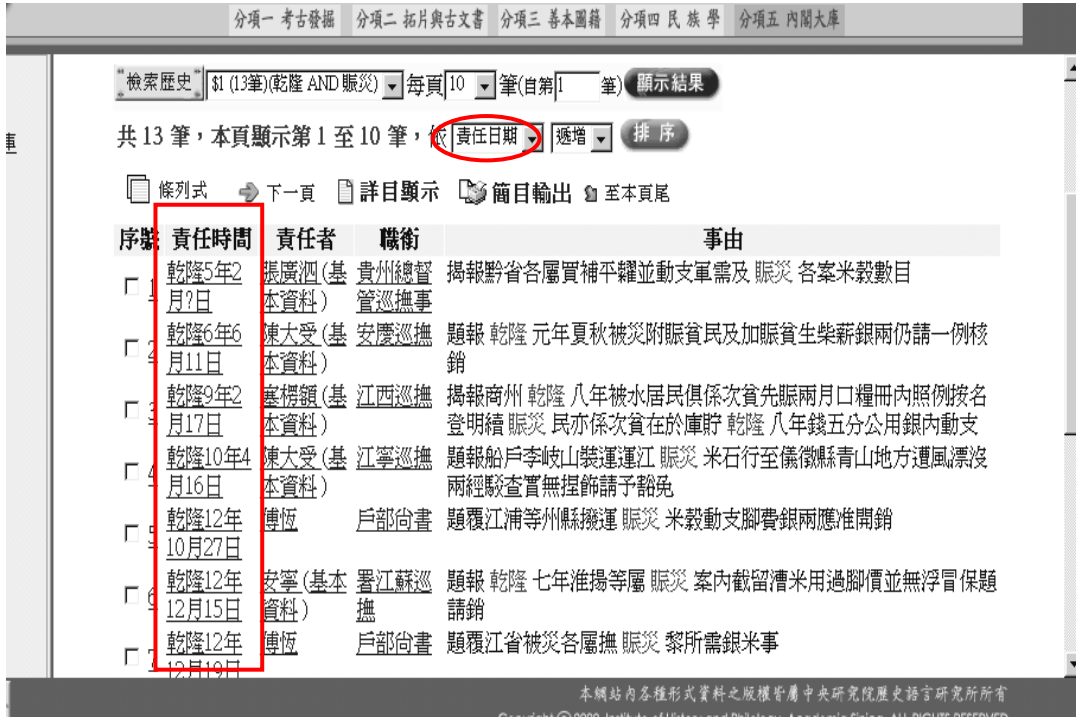 分項一 考古發掘 分項二 拓片與古文書 分項三 善本圖籍 分項四 民族學 分項五 內閣大庫
檢索歷史 $1 (13筆)(乾隆 AND 賑災) 每頁 10 筆(自第 1 筆) 顯示結果
共 13 筆，本頁顯示第 1 至 10 筆，依 責任日期 遞增 排序
庫
條列式 下一頁 詳目顯示 簡目輸出 至本頁尾
序號 責任時間 責任者 職銜 事由
1 乾隆5年2 張廣泗(基 貴州總督 揭報黔省各屬買補平糶並動支軍需及 賑災 各案米穀數目
月?日 本資料) 管巡撫事
2 乾隆6年6 陳大受(基 安慶巡撫 題報 乾隆 元年夏秋被災附賑貧民及加賑貧生柴薪銀兩仍請一例核
月11日 本資料) 銷
3 乾隆9年2 塞楞額(基 江西巡撫 揭報商州 乾隆 八年被水居民俱係次貧先賑兩月口糧冊內照例按名
月17日 本資料) 登明續 賑災 民亦係次貧在於庫貯 乾隆 八年錢五分公用銀內動支
4 乾隆10年4 陳大受(基 江寧巡撫 題報船戶李岐山裝運運江 賑災 米石行至儀徵縣青山地方遭風漂沒
月16日 本資料) 兩經駁查實無捏飾請予豁免
5 乾隆12年 傅恆 戶部尚書 題覆江浦等州縣撥運 賑災 米穀動支腳費銀兩應准開銷
10月27日
6 乾隆12年 安寧(基本 署江蘇巡 題報 乾隆 七年淮揚等屬 賑災 案內截留漕米用過腳價並無浮冒保題
12月15日 資料) 撫 請銷
7 乾隆12年 傅恆 戶部尚書 題覆江省被災各屬撫 賑災 黎所需銀米事
12月19日
本網站內各種形式資料之版權皆屬中央研究院歷史語言研究所所有